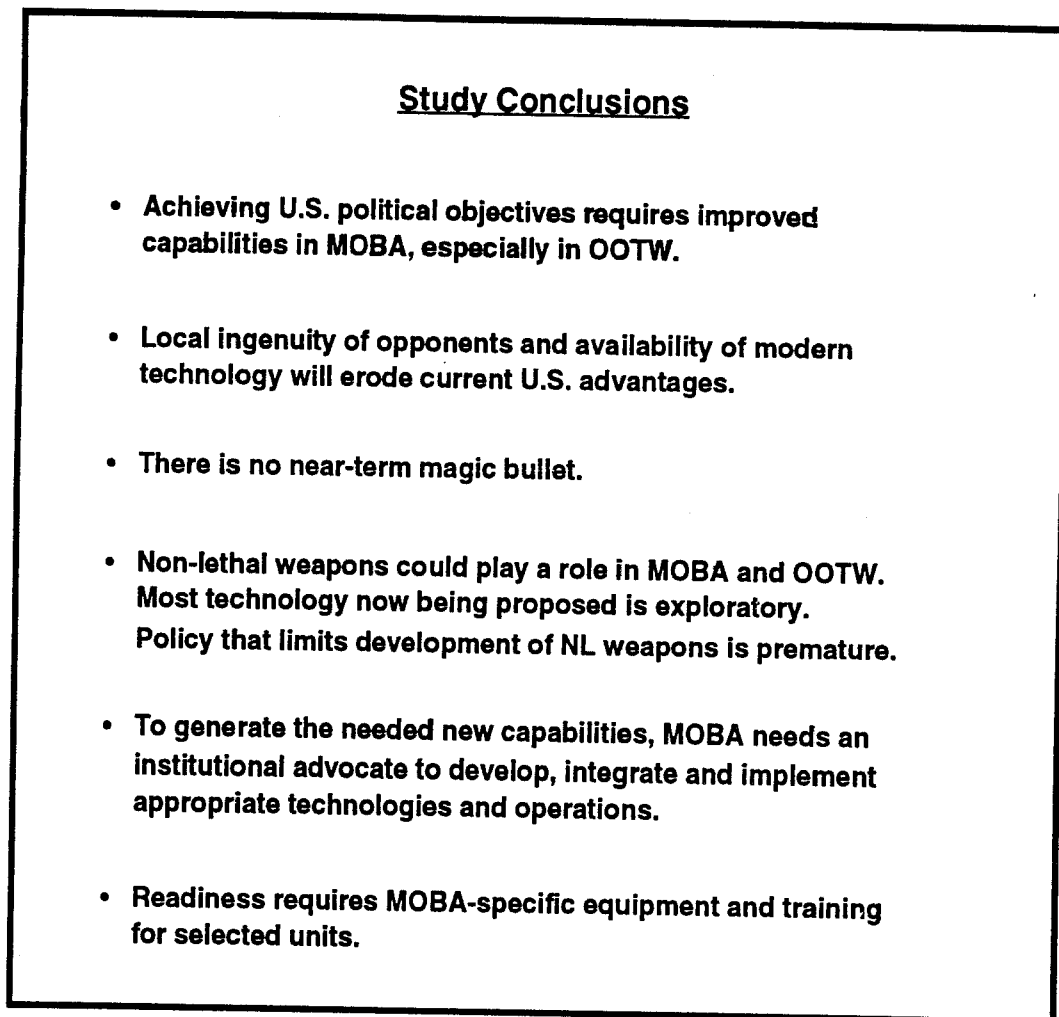 Study Conclusions
• Achieving U.S. political objectives requires improved
capabilities in MOBA, especially in OOTW.
• Local ingenuity of opponents and availability of modern
technology will erode current U.S. advantages.
• There is no near-term magic bullet.
• Non-lethal weapons could play a role in MOBA and OOTW.
Most technology now being proposed is exploratory.
Policy that limits development of NL weapons is premature.
• To generate the needed new capabilities, MOBA needs an
institutional advocate to develop, integrate and implement
appropriate technologies and operations.
• Readiness requires MOBA-specific equipment and training
for selected units.